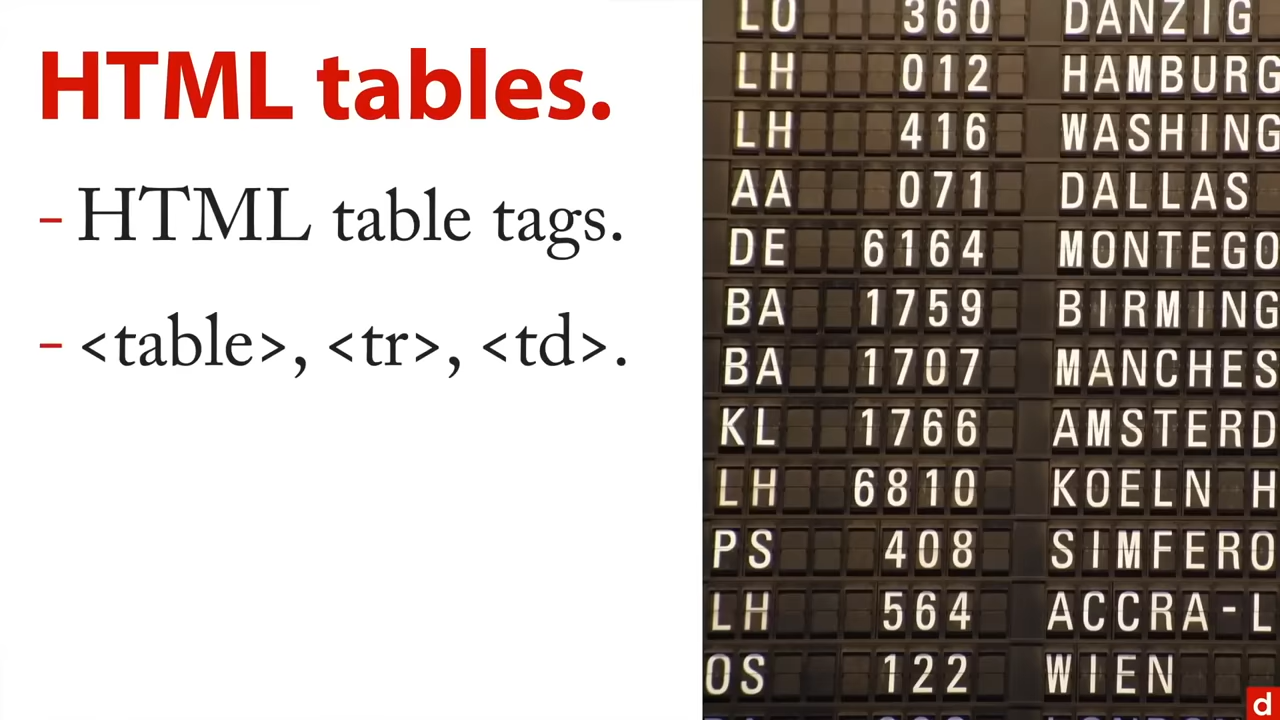 HTML tables.
- HTML table tags.
- <table>, <tr>, <td>.
LO 360 DANZIG
LH 012 HAMBURG
LH 416 WASHING
AA 071 DALLAS
DE 6164 MONTEGO
BA 1759 BIRMING
BA 1707 MANCHES
KL 1766 AMSTERD
LH 6810 KOELN H
PS 408 SIMFERO
LH 564 ACCRA-L
OS 122 WIEN
d